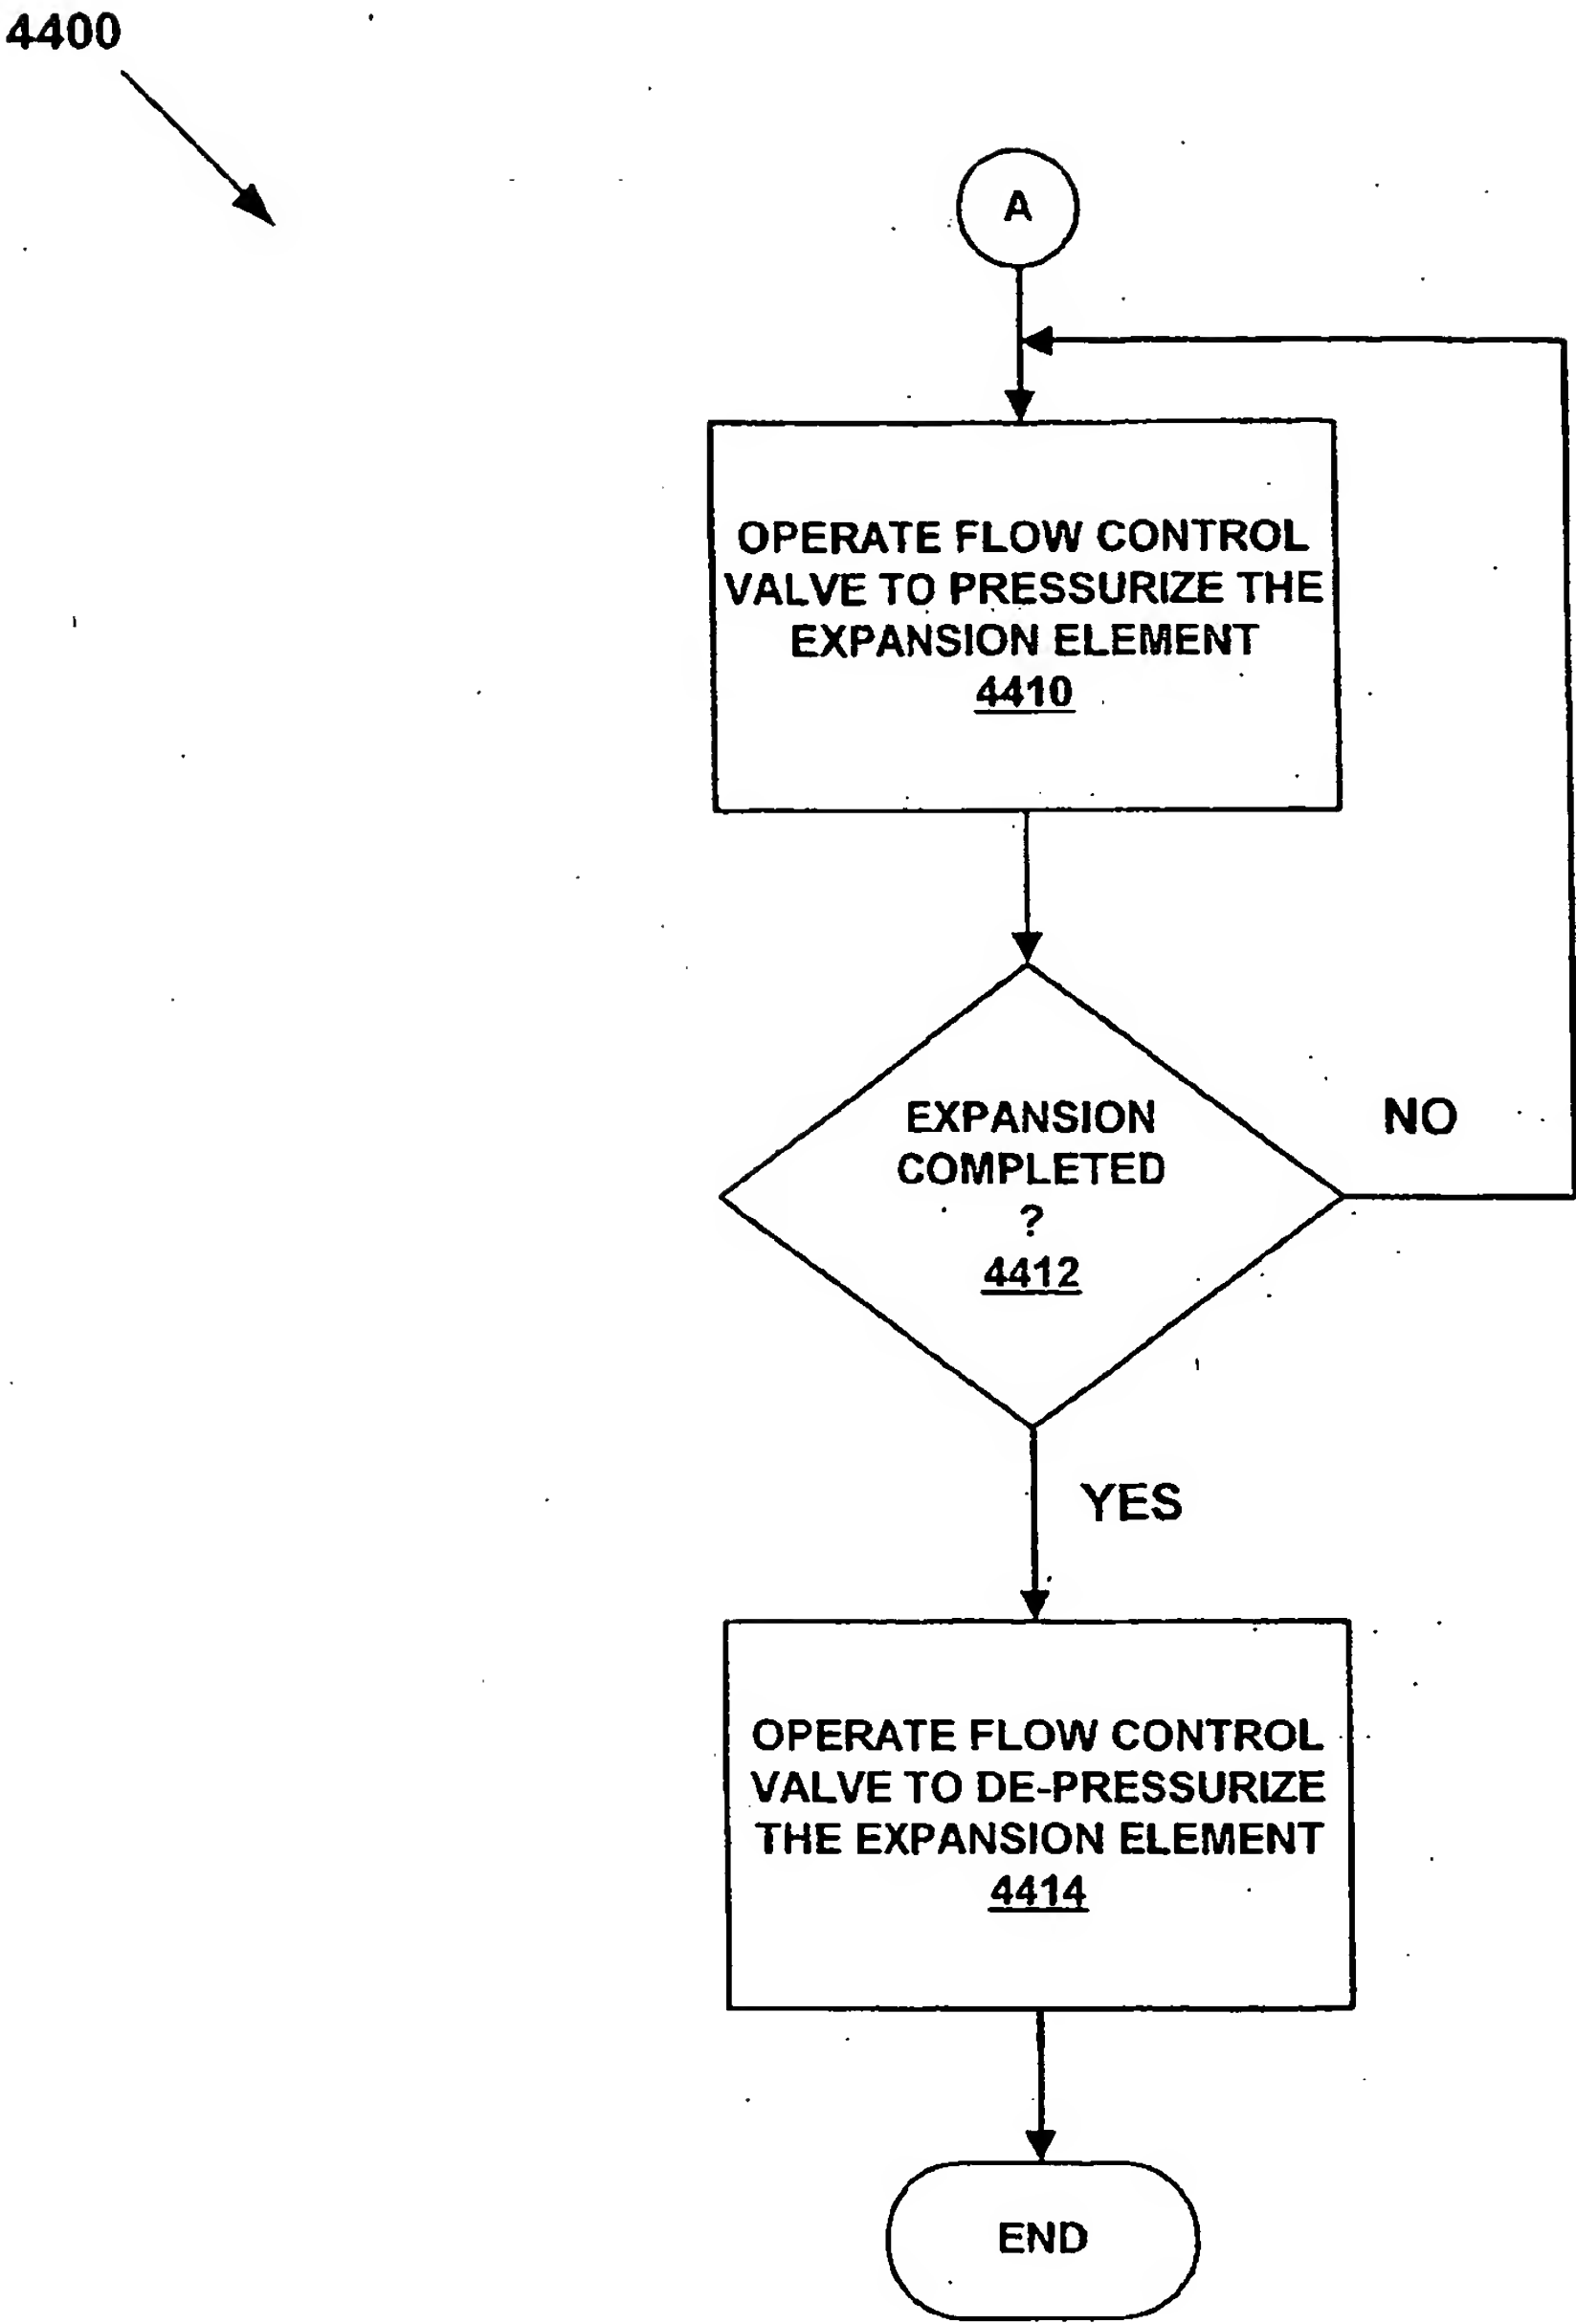 4400
A
OPERATE FLOW CONTROL
VALVE TO PRESSURIZE THE
EXPANSION ELEMENT
4410
EXPANSION
COMPLETED
?
4412
NO
YES
OPERATE FLOW CONTROL
VALVE TO DE-PRESSURIZE
THE EXPANSION ELEMENT
4414
END